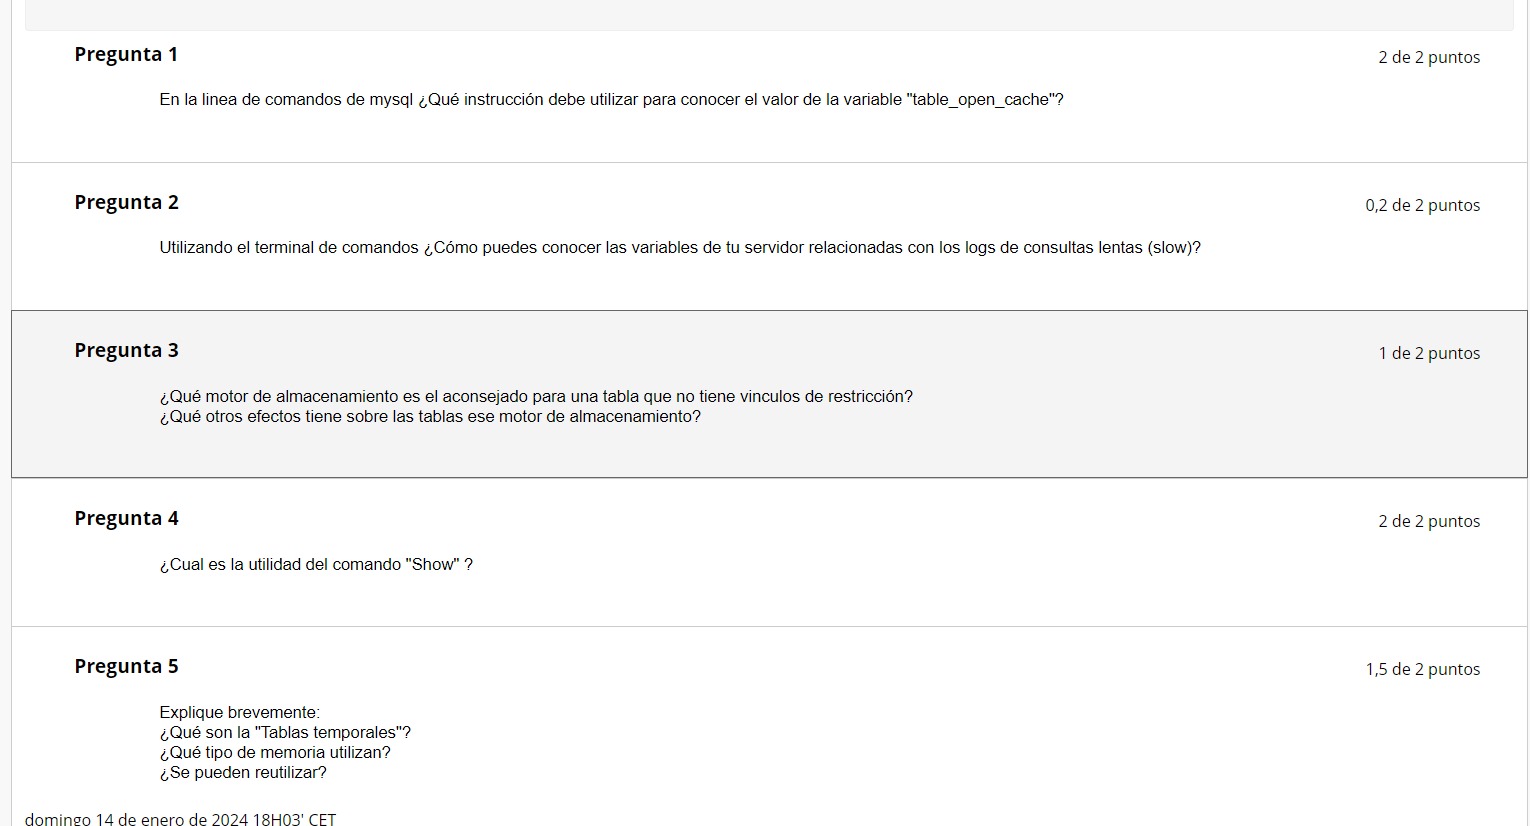 Pregunta 1
2 de 2 puntos
En la linea de comandos de mysql ¿Qué instrucción debe utilizar para conocer el valor de la variable "table_open_cache"?
Pregunta 2
0,2 de 2 puntos
Utilizando el terminal de comandos ¿Cómo puedes conocer las variables de tu servidor relacionadas con los logs de consultas lentas (slow)?
Pregunta 3
1 de 2 puntos
¿Qué motor de almacenamiento es el aconsejado para una tabla que no tiene vinculos de restricción?
¿Qué otros efectos tiene sobre las tablas ese motor de almacenamiento?
Pregunta 4
2 de 2 puntos
¿Cual es la utilidad del comando "Show" ?
Pregunta 5
1,5 de 2 puntos
Explique brevemente:
¿Qué son la "Tablas temporales"?
¿Qué tipo de memoria utilizan?
¿Se pueden reutilizar?
domingo 14 de enero de 2024 18H03' CET